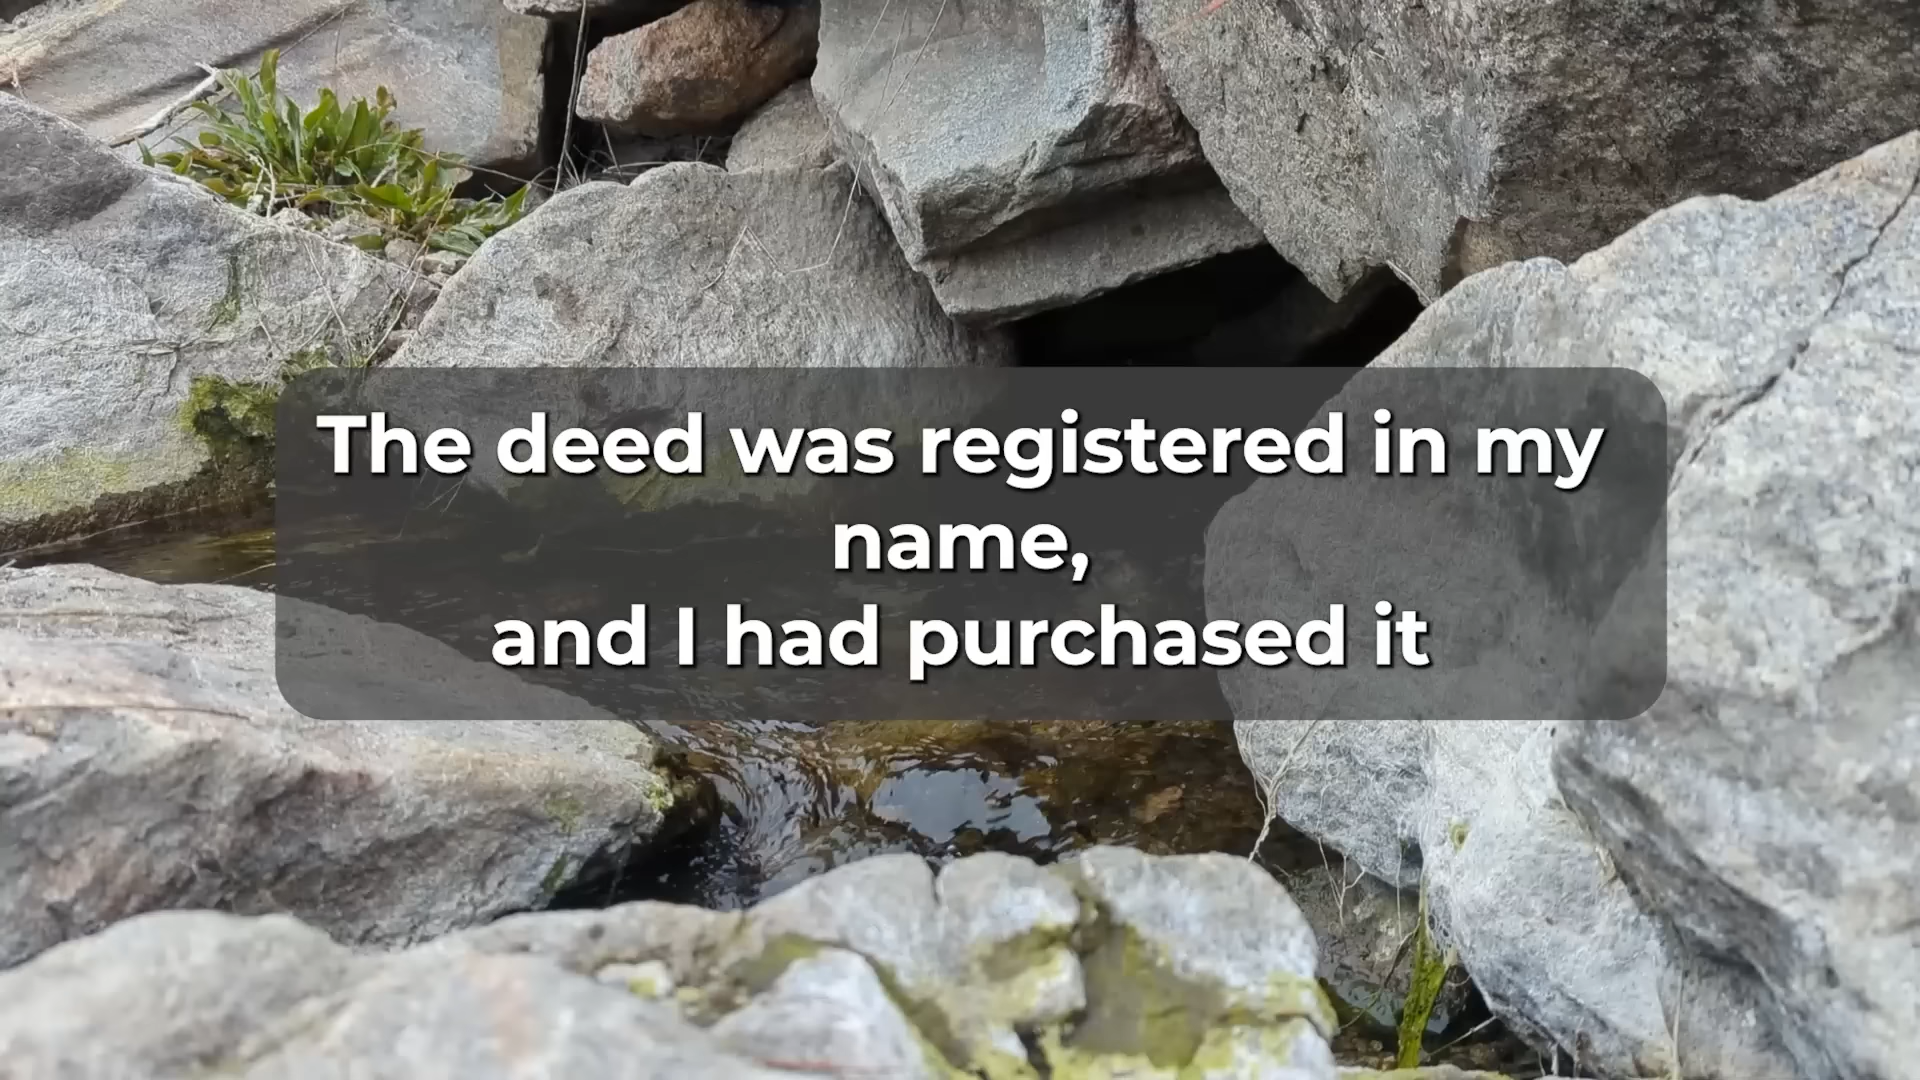 The deed was registered in my
name,
and I had purchased it